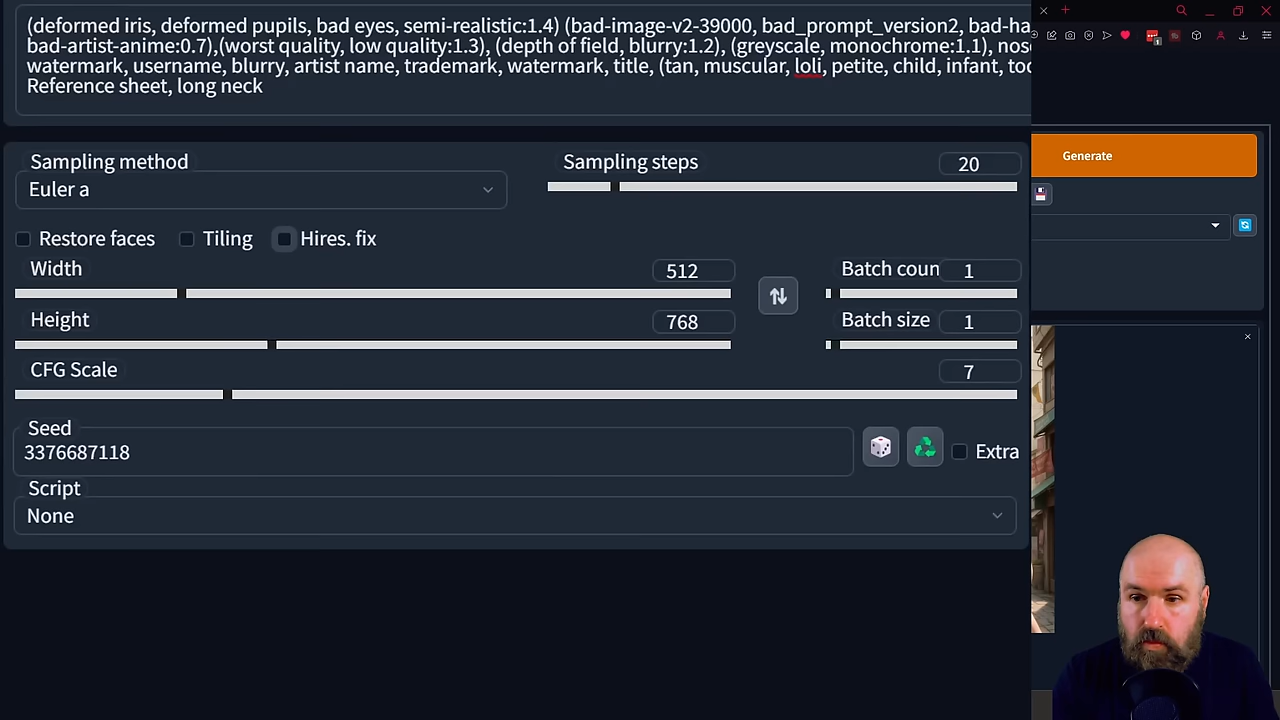 (deformed iris, deformed pupils, bad eyes, semi-realistic:1.4) (bad-image-v2-39000, bad_prompt_version2, bad-ha
bad-artist-anime:0.7),(worst quality, low quality:1.3), (depth of field, blurry:1.2), (greyscale, monochrome:1.1), nose
watermark, username, blurry, artist name, trademark, watermark, title, (tan, muscular, loli, petite, child, infant, too
Reference sheet, long neck
Sampling method
Euler a
Sampling steps
20
Restore faces
Tiling
Hires. fix
Width
512
Batch coun
1
Height
768
Batch size
1
CFG Scale
7
Seed
3376687118
Extra
Script
None
Generate
1